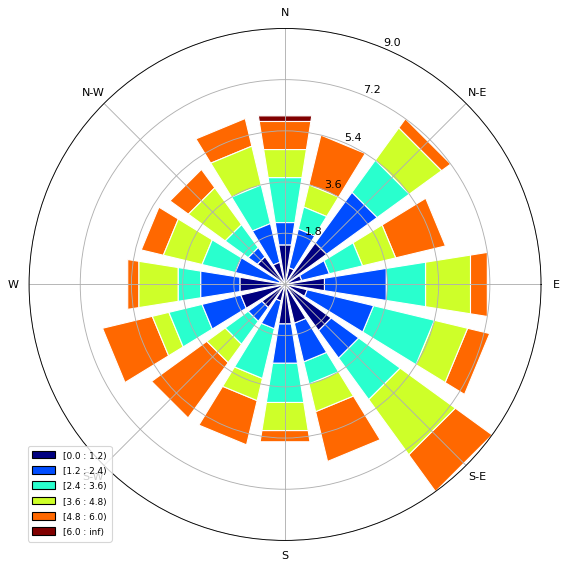 N
9.0
N-W
7.2
N-E
5.4
3.6
1.8
W
E
[0.0 : 1.2)
[1.2 : 2.4)
[2.4 : 3.6)
S-W
S-E
[3.6 : 4.8)
[4.8 : 6.0)
[6.0 : inf)
S